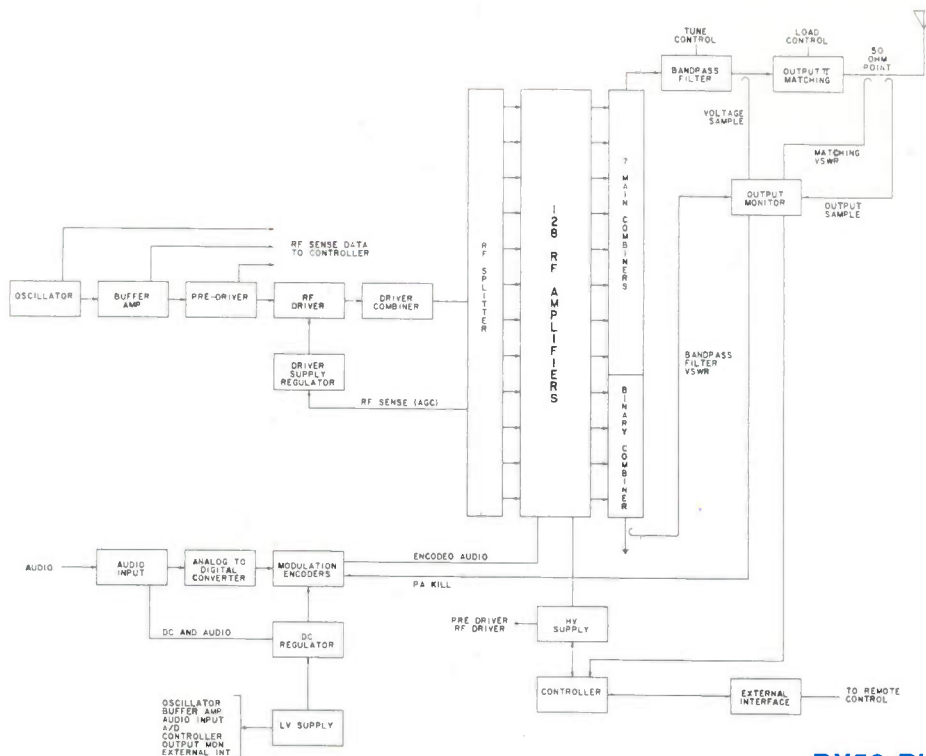 TUNE
CONTROL
LOAD
CONTROL
50
OHM
POINT
BANDPASS
FILTER
OUTPUT π
MATCHING
VOLTAGE
SAMPLE
MATCHING
VSWR
OUTPUT
MONITOR
OUTPUT
SAMPLE
RF SPLITTER
128 RF AMPLIFIERS
7 MAIN COMBINERS
BINARY COMBINER
BANDPASS
FILTER
VSWR
RF SENSE DATA
TO CONTROLLER
OSCILLATOR
BUFFER
AMP
PRE-DRIVER
RF
DRIVER
DRIVER
COMBINER
DRIVER
SUPPLY
REGULATOR
RF SENSE (AGC)
AUDIO
AUDIO
INPUT
ANALOG TO
DIGITAL
CONVERTER
MODULATION
ENCODERS
ENCODED AUDIO
PA KILL
DC AND AUDIO
DC
REGULATOR
PRE DRIVER
RF DRIVER
HV
SUPPLY
CONTROLLER
EXTERNAL
INTERFACE
TO REMOTE
CONTROL
OSCILLATOR
BUFFER AMP
AUDIO INPUT
A/D
CONTROLLER
OUTPUT MON
EXTERNAL INT
LV SUPPLY